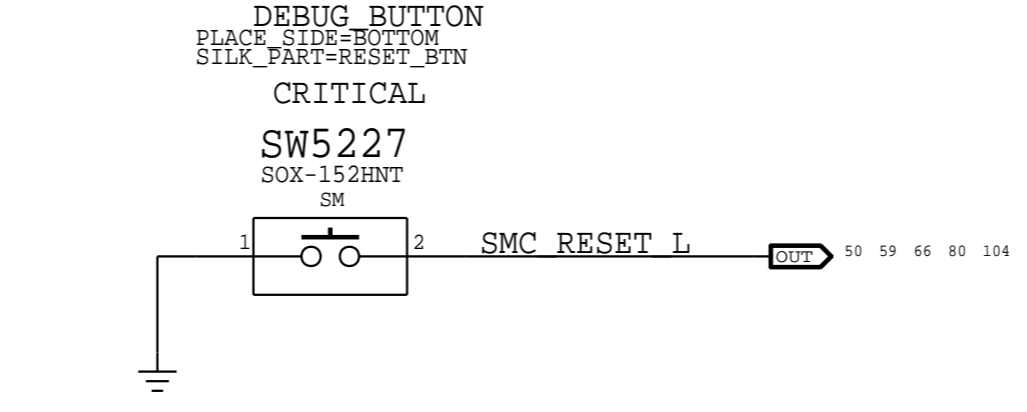 DEBUG_BUTTON
PLACE_SIDE=BOTTOM
SILK_PART=RESET_BTN
CRITICAL
SW5227
SOX-152HNT
SM
1 2 SMC_RESET_L
OUT 50 59 66 80 104